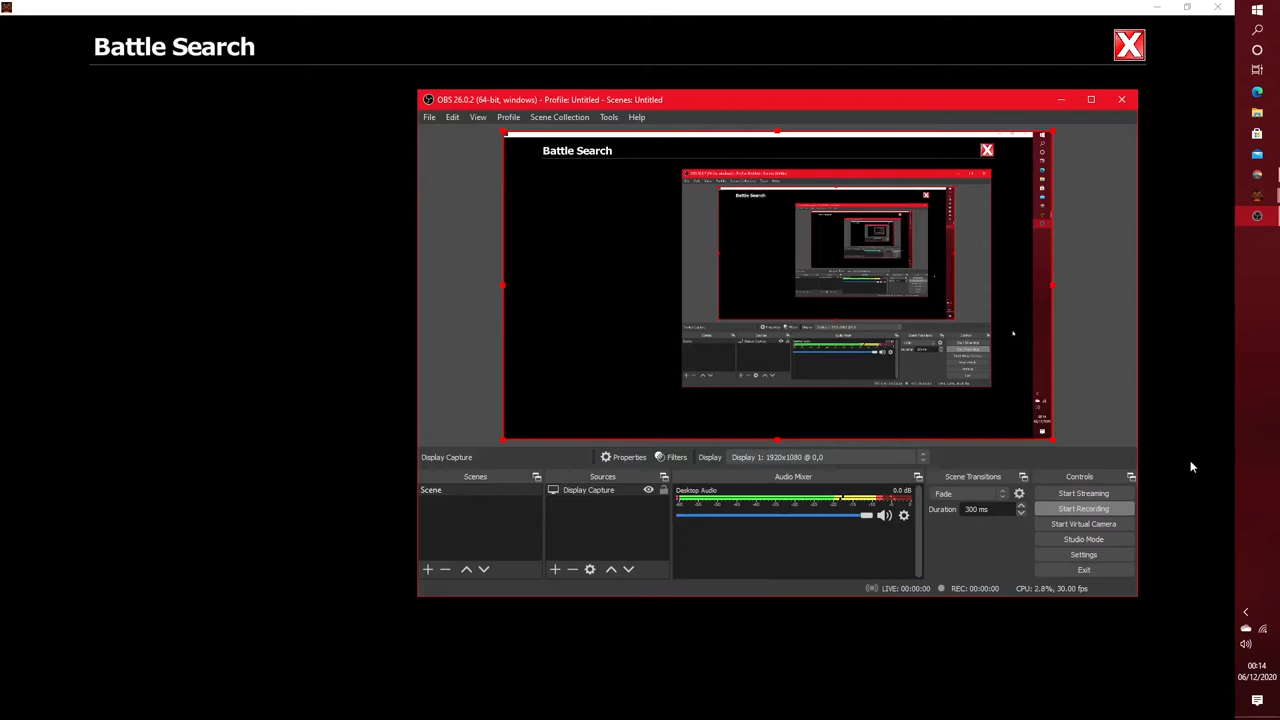 Battle Search
X
OBS 26.0.2 (64-bit, windows) - Profile: Untitled - Scenes: Untitled
File Edit View Profile Scene Collection Tools Help
Battle Search
X
Battle Search
Display Capture Properties Filters Display Display 1: 1920x1080 @ 0,0
Scenes Sources Audio Mixer Scene Transitions Controls
Scene Display Capture Desktop Audio 0.0 dB Fade Start Streaming
Duration 300 ms Start Recording
Start Virtual Camera
Studio Mode
Settings
Exit
LIVE: 00:00:00 REC: 00:00:00 CPU: 2.8%, 30.00 fps
00:14
06/12/2020